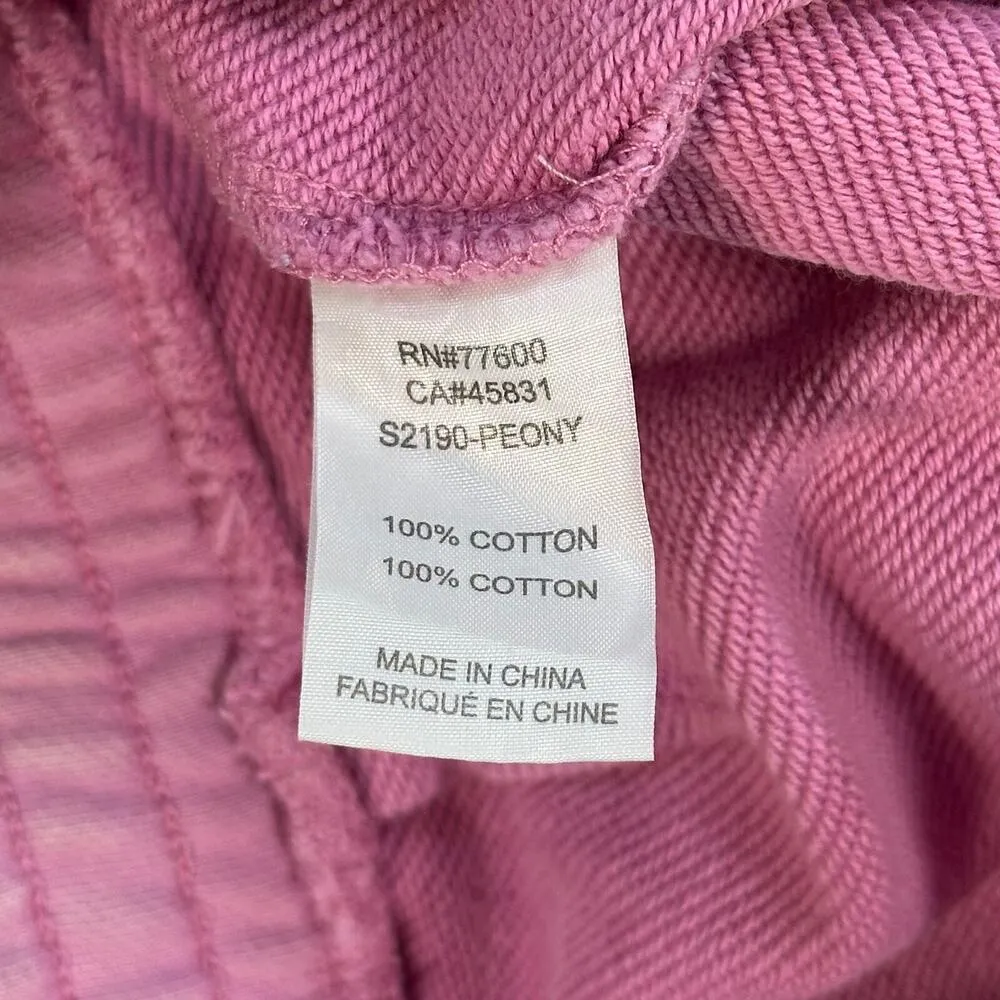 RN#77600
CA#45831
S2190-PEONY
100% COTTON
100% COTTON
MADE IN CHINA
FABRIQUÉ EN CHINE